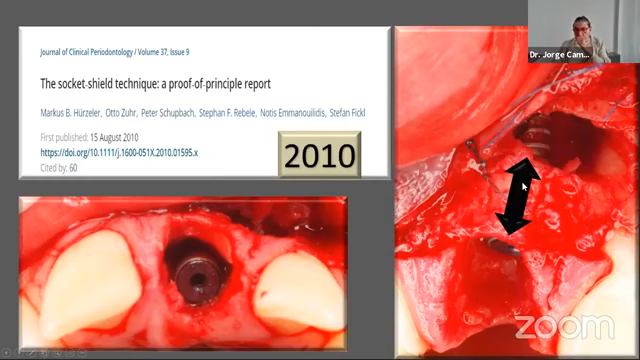 Journal of Clinical Periodontology / Volume 37, Issue 9
The socket-shield technique: a proof-of-principle report
Markus B. Hürzeler, Otto Zuhr, Peter Schupbach, Stephan F. Rebele, Notis Emmanouilidis, Stefan Fickl
First published: 15 August 2010
https://doi.org/10.1111/j.1600-051X.2010.01595.x
Cited by: 60
2010
Dr. Jorge Cam...
zoom